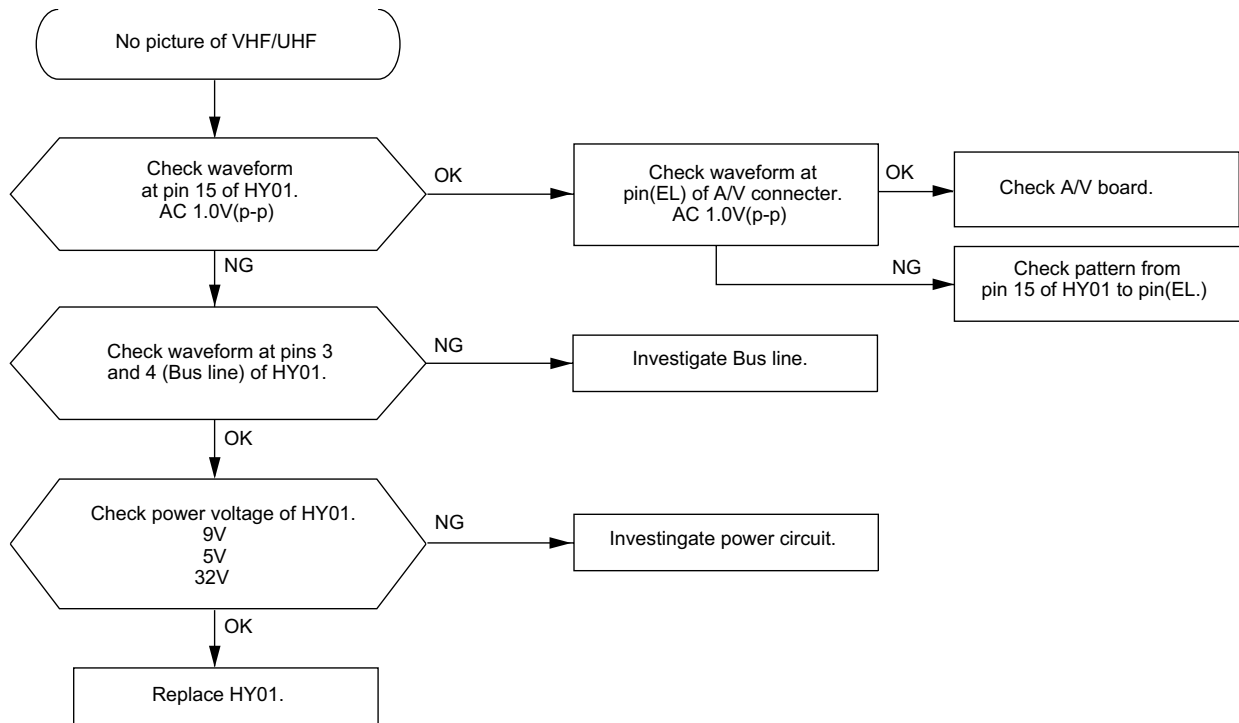 No picture of VHF/UHF
Check waveform
at pin 15 of HY01.
AC 1.0V(p-p)
OK
Check waveform at
pin(EL) of A/V connecter.
AC 1.0V(p-p)
OK
Check A/V board.
NG
Check pattern from
pin 15 of HY01 to pin(EL.)
NG
Check waveform at pins 3
and 4 (Bus line) of HY01.
NG
Investigate Bus line.
OK
Check power voltage of HY01.
9V
5V
32V
NG
Investingate power circuit.
OK
Replace HY01.